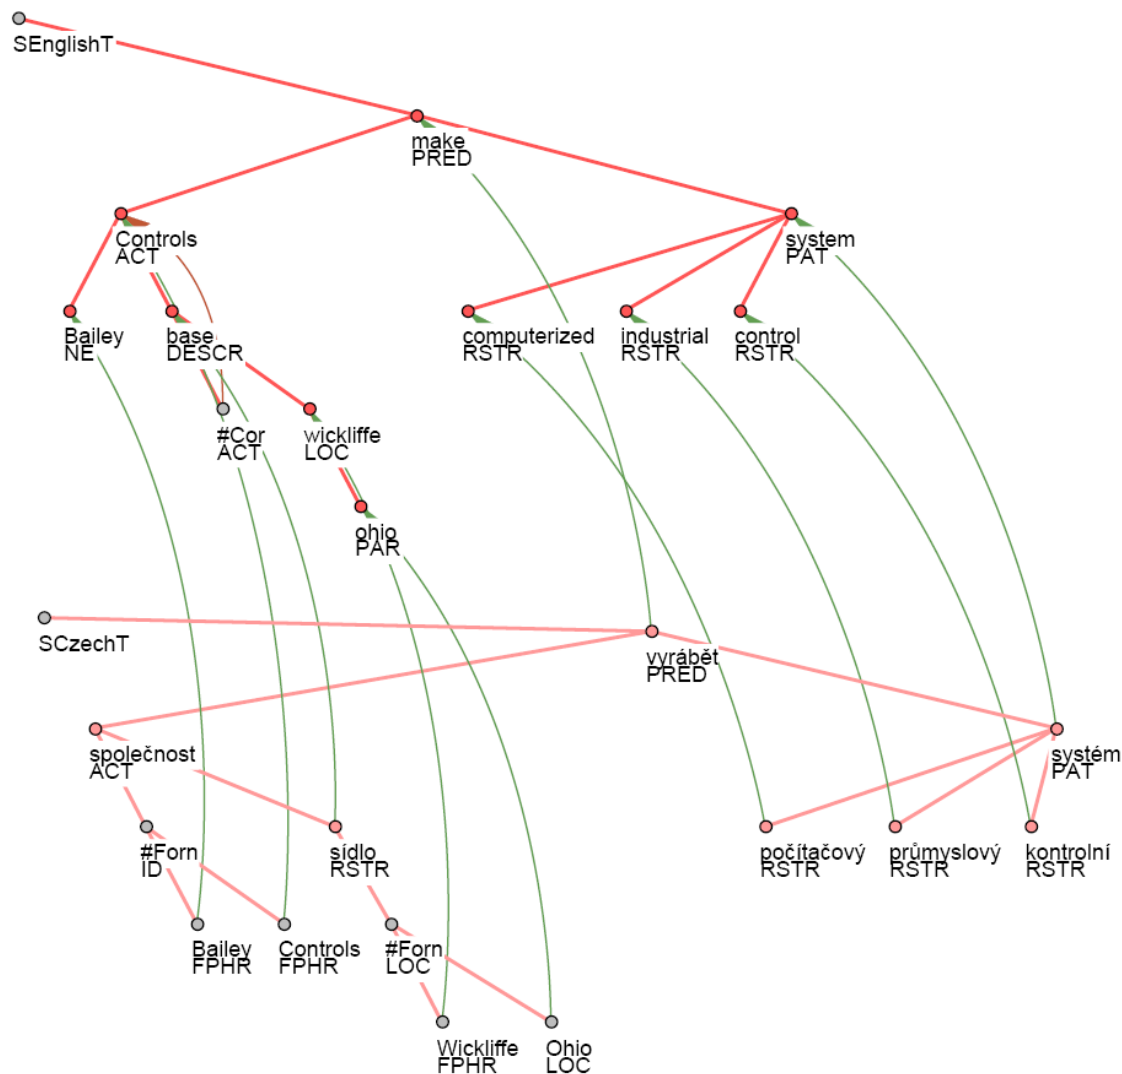 SEnglishT
make
PRED
Controls
ACT
system
PAT
Bailey
NE
base
DESCR
computerized
RSTR
industrial
RSTR
control
RSTR
#Cor
ACT
wickliffe
LOC
ohio
PAR
SCzechT
vyrábět
PRED
společnost
ACT
systém
PAT
#Forn
ID
sídlo
RSTR
počítačový
RSTR
průmyslový
RSTR
kontrolní
RSTR
Bailey
FPHR
Controls
FPHR
#Forn
LOC
Wickliffe
FPHR
Ohio
LOC